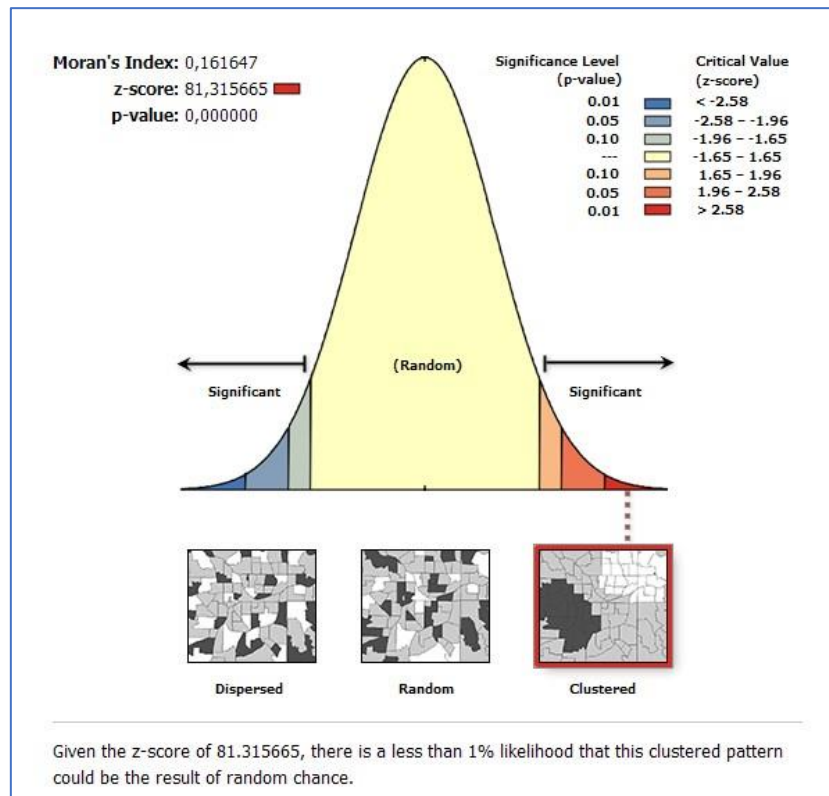 Moran's Index: 0,161647
z-score: 81,315665
p-value: 0,000000
Significance Level
(p-value)
Critical Value
(z-score)
0.01 < -2.58
0.05 -2.58 – -1.96
0.10 -1.96 – -1.65
--- -1.65 – 1.65
0.10 1.65 – 1.96
0.05 1.96 – 2.58
0.01 > 2.58
(Random)
Significant
Significant
Dispersed
Random
Clustered
Given the z-score of 81.315665, there is a less than 1% likelihood that this clustered pattern
could be the result of random chance.